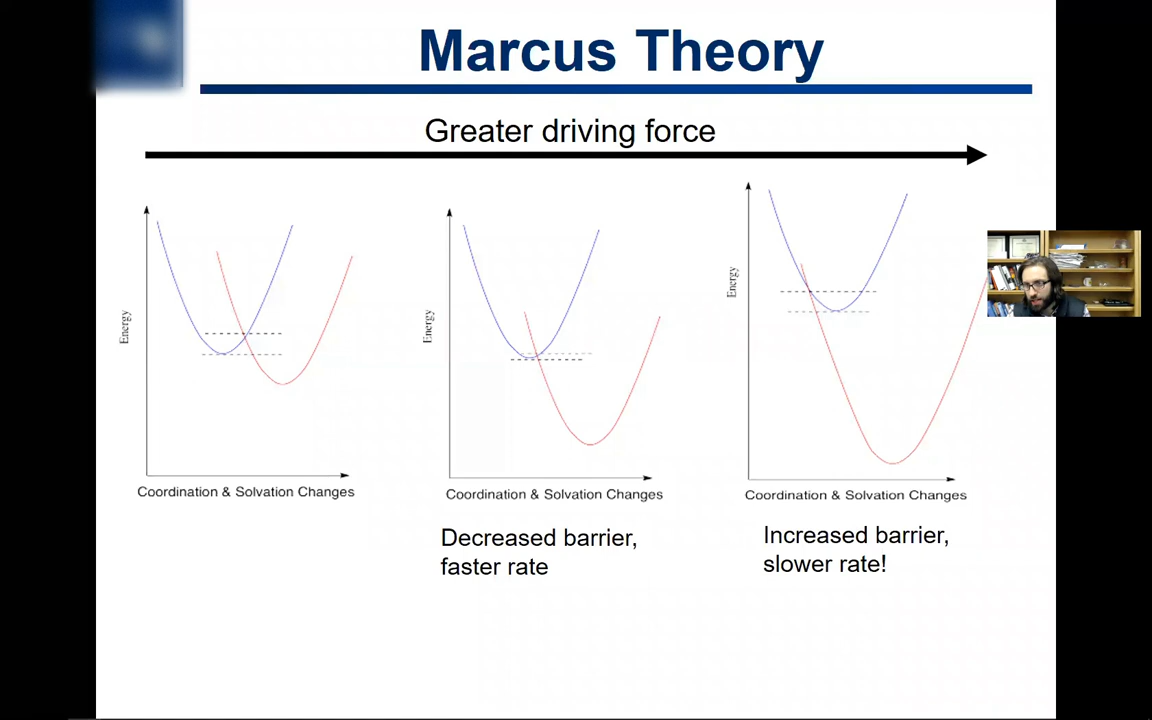 Marcus Theory
Greater driving force
Energy
Coordination & Solvation Changes
Energy
Coordination & Solvation Changes
Energy
Coordination & Solvation Changes
Decreased barrier,
faster rate
Increased barrier,
slower rate!